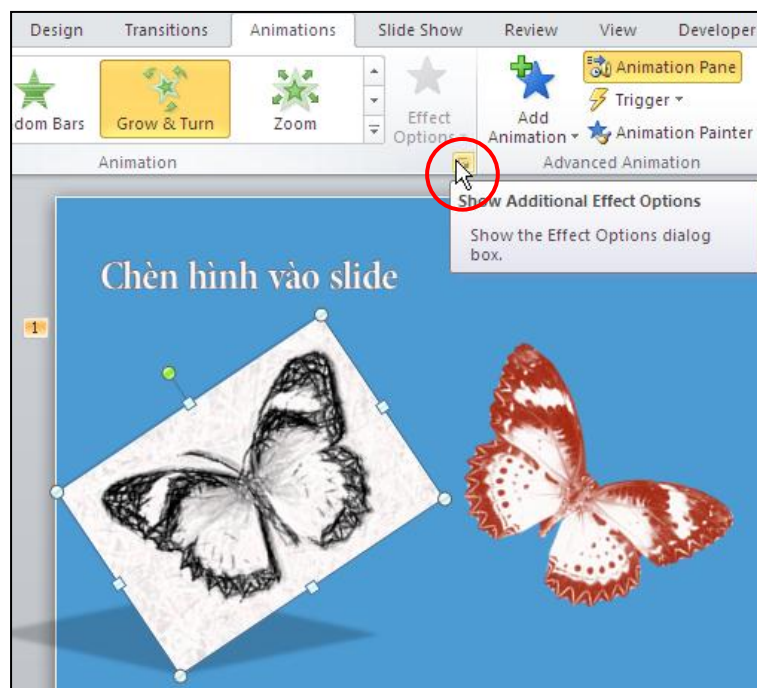 Design Transitions Animations Slide Show Review View Developer
dom Bars Grow & Turn Zoom Effect Options Add Animation Animation Pane
Trigger
Animation Painter
Animation Advanced Animation
Show Additional Effect Options
Show the Effect Options dialog
box.
Chèn hình vào slide
1